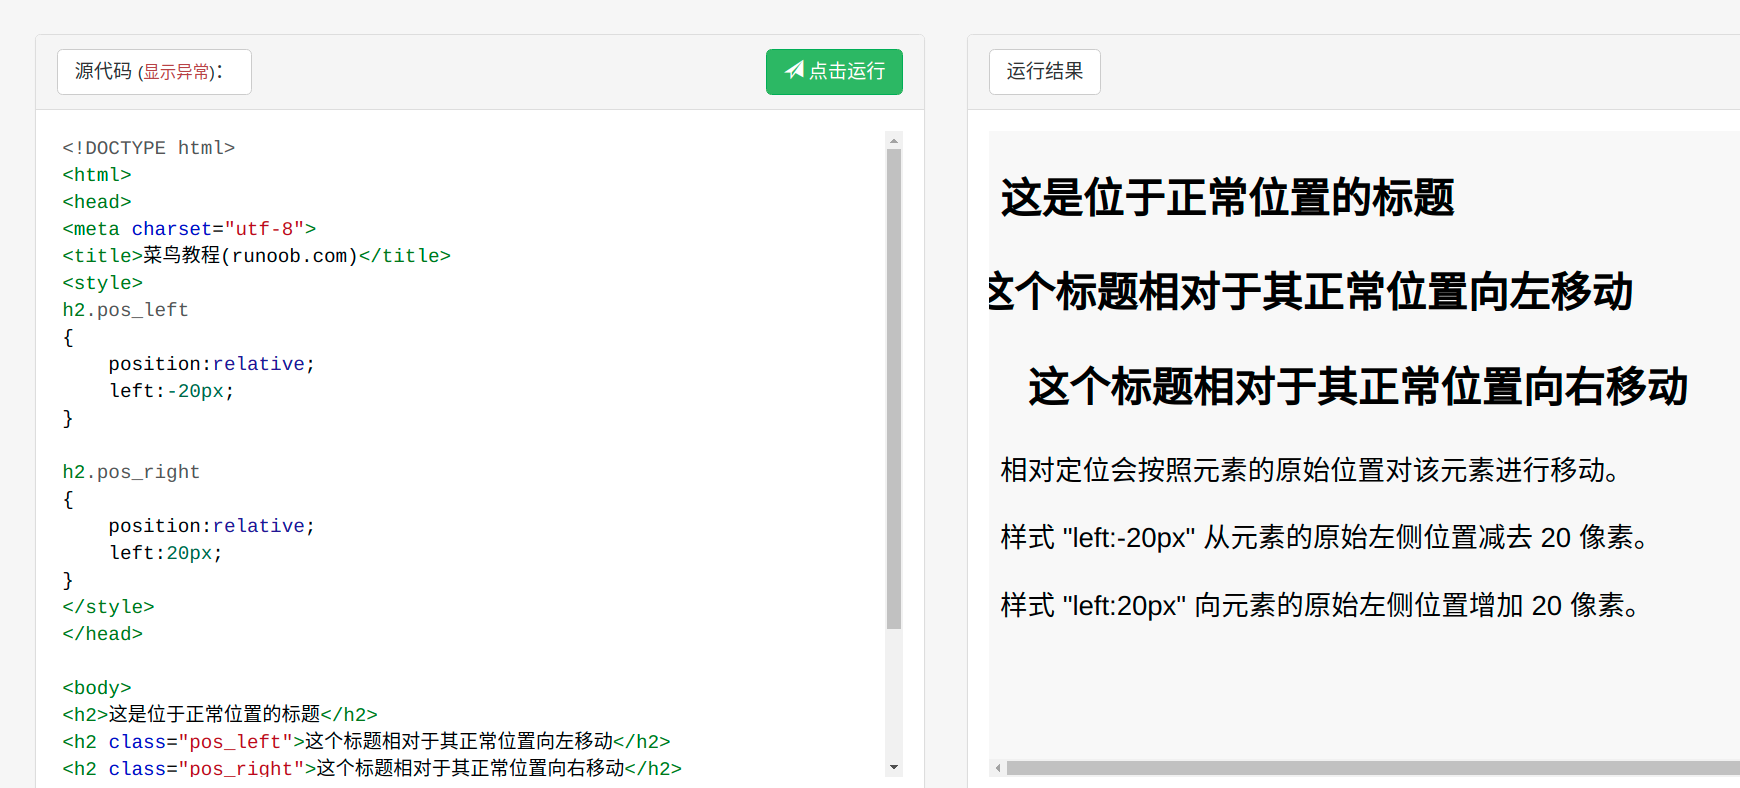 源代码 (显示异常)：
点击运行
<!DOCTYPE html>
<html>
<head>
<meta charset="utf-8">
<title>菜鸟教程(runoob.com)</title>
<style>
h2.pos_left
{
    position:relative;
    left:-20px;
}

h2.pos_right
{
    position:relative;
    left:20px;
}
</style>
</head>

<body>
<h2>这是位于正常位置的标题</h2>
<h2 class="pos_left">这个标题相对于其正常位置向左移动</h2>
<h2 class="pos_right">这个标题相对于其正常位置向右移动</h2>
运行结果
这是位于正常位置的标题
这个标题相对于其正常位置向左移动
这个标题相对于其正常位置向右移动
相对定位会按照元素的原始位置对该元素进行移动。
样式 "left:-20px" 从元素的原始左侧位置减去 20 像素。
样式 "left:20px" 向元素的原始左侧位置增加 20 像素。